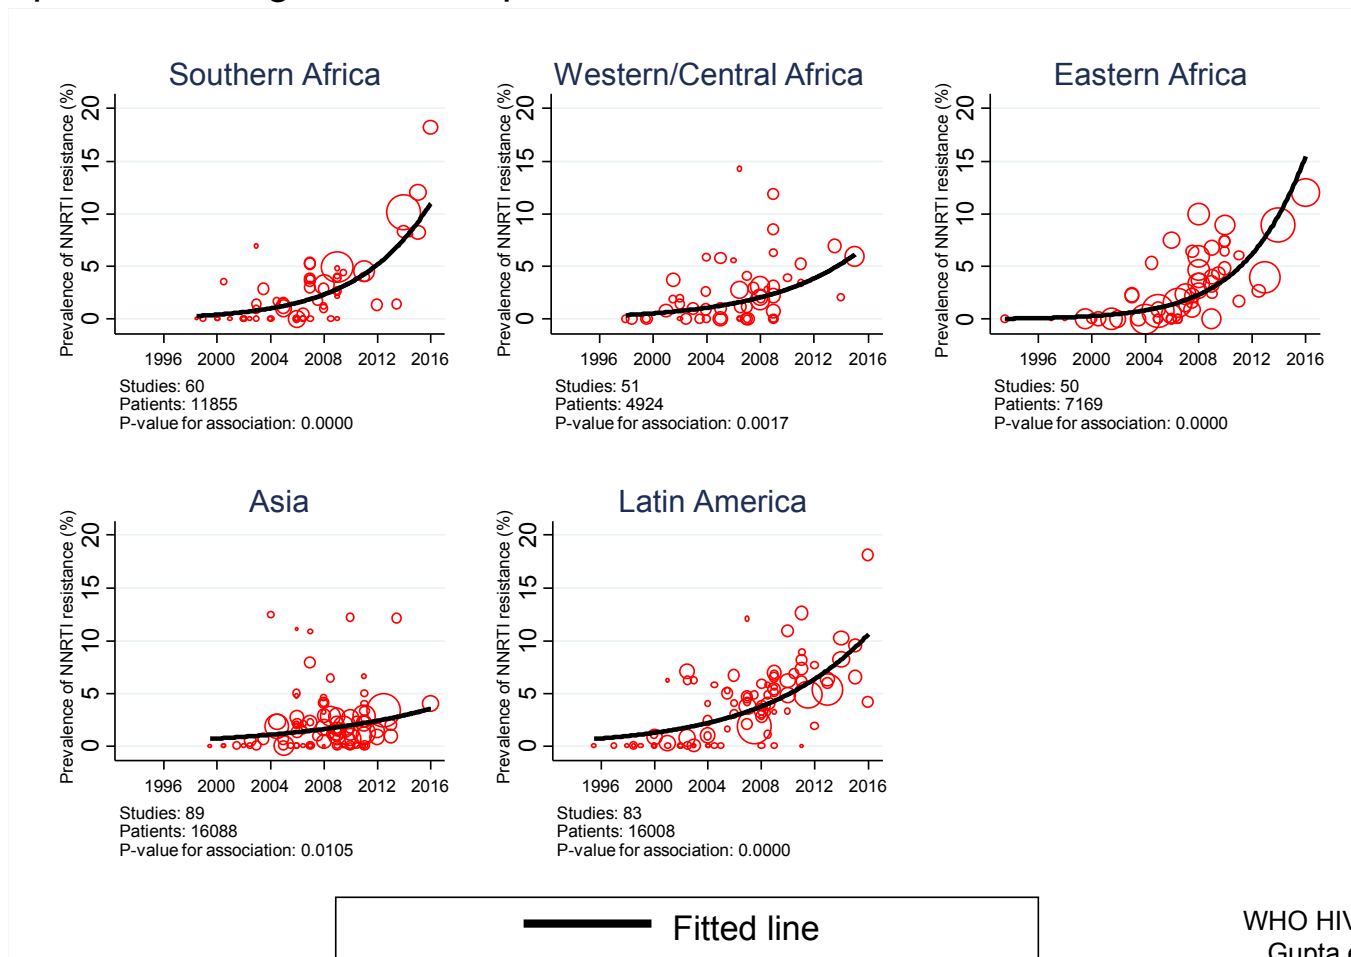 Southern Africa
Prevalence of NNRTI resistance (%)
20
15
10
5
0
1996 2000 2004 2008 2012 2016
Studies: 60
Patients: 11855
P-value for association: 0.0000
Western/Central Africa
Prevalence of NNRTI resistance (%)
20
15
10
5
0
1996 2000 2004 2008 2012 2016
Studies: 51
Patients: 4924
P-value for association: 0.0017
Eastern Africa
Prevalence of NNRTI resistance (%)
20
15
10
5
0
1996 2000 2004 2008 2012 2016
Studies: 50
Patients: 7169
P-value for association: 0.0000
Asia
Prevalence of NNRTI resistance (%)
20
15
10
5
0
1996 2000 2004 2008 2012 2016
Studies: 89
Patients: 16088
P-value for association: 0.0105
Latin America
Prevalence of NNRTI resistance (%)
20
15
10
5
0
1996 2000 2004 2008 2012 2016
Studies: 83
Patients: 16008
P-value for association: 0.0000
Fitted line
WHO HIV
Gupta